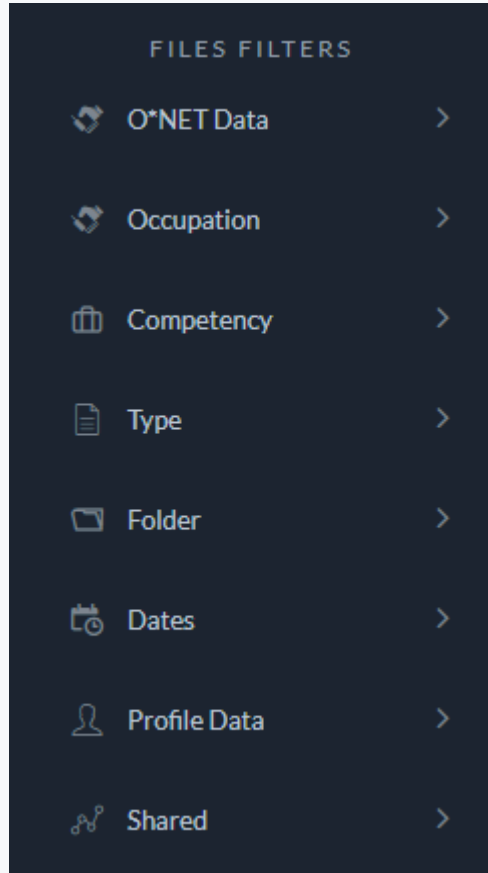 FILES FILTERS
O*NET Data
Occupation
Competency
Type
Folder
Dates
Profile Data
Shared